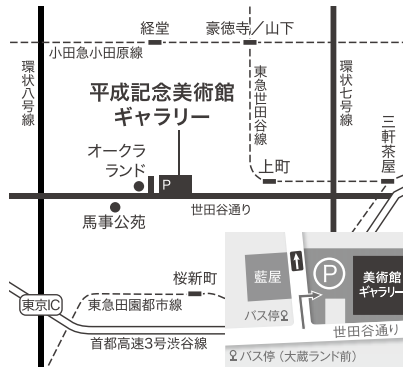 経堂
豪徳寺／山下
小田急小田原線
環状八号線
平成記念美術館
ギャラリー
東急世田谷線
環状七号線
三軒茶屋
オークラ
ランド
P
上町
馬事公苑
世田谷通り
桜新町
東京IC
東急田園都市線
首都高速3号渋谷線
藍屋
P
美術館
ギャラリー
バス停
世田谷通り
バス停（大蔵ランド前）